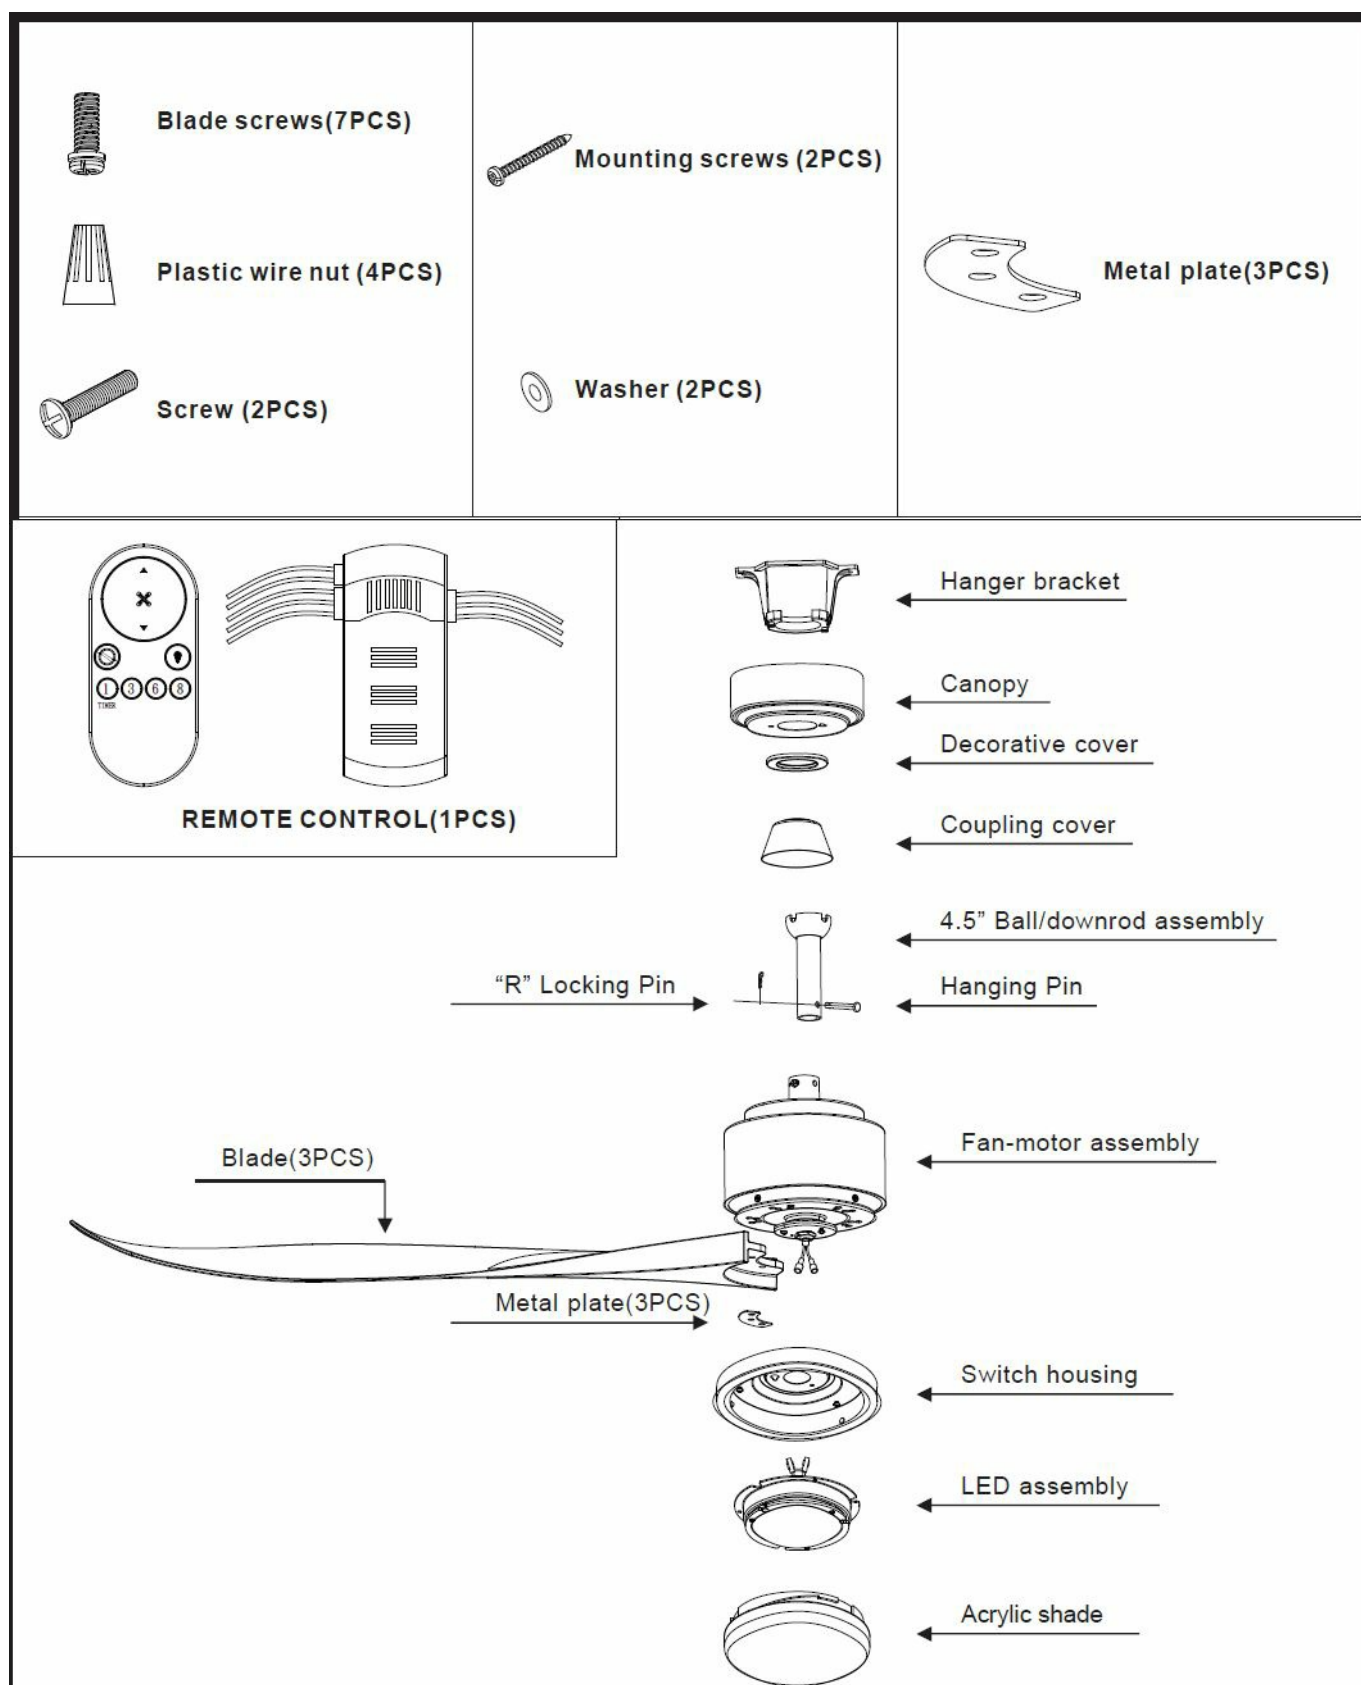 Blade screws(7PCS)
Plastic wire nut (4PCS)
Screw (2PCS)
Mounting screws (2PCS)
Washer (2PCS)
Metal plate(3PCS)
1 3 6 8
TIMER
REMOTE CONTROL(1PCS)
Hanger bracket
Canopy
Decorative cover
Coupling cover
4.5” Ball/downrod assembly
“R” Locking Pin
Hanging Pin
Fan-motor assembly
Blade(3PCS)
Metal plate(3PCS)
Switch housing
LED assembly
Acrylic shade